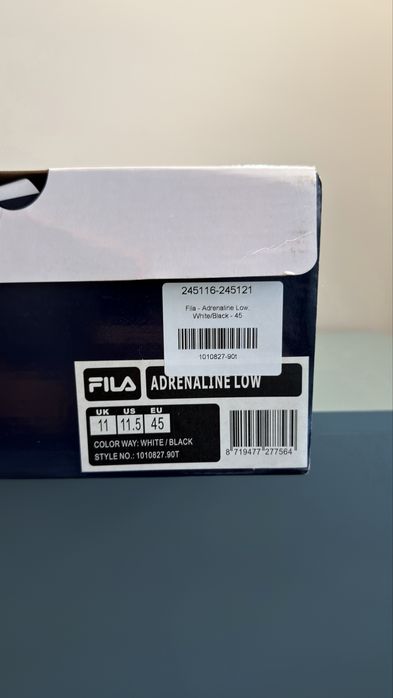 245116-245121
Fila - Adrenaline Low,
White/Black - 45
1010827-90t
FILA
ADRENALINE LOW
UK US EU
11 11.5 45
COLOR WAY: WHITE / BLACK
STYLE NO.: 1010827.90T
8 719477 277564